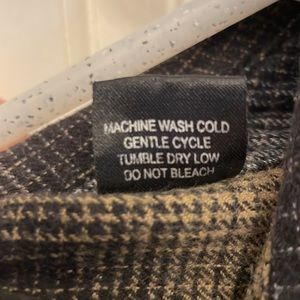 MACHINE WASH COLD
GENTLE CYCLE
TUMBLE DRY LOW
DO NOT BLEACH